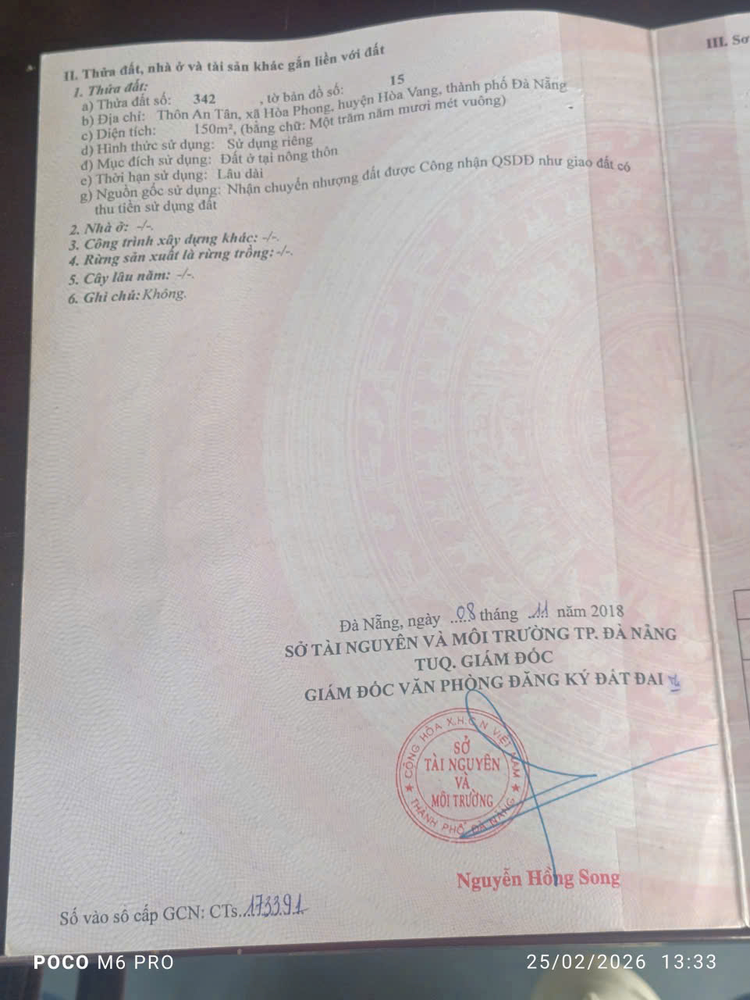 II. Thửa đất, nhà ở và tài sản khác gắn liền với đất
1. Thửa đất:
a) Thửa đất số: 342 , tờ bản đồ số: 15
b) Địa chỉ: Thôn An Tân, xã Hòa Phong, huyện Hòa Vang, thành phố Đà Nẵng
c) Diện tích: 150m², (bằng chữ: Một trăm năm mươi mét vuông)
d) Hình thức sử dụng: Sử dụng riêng
đ) Mục đích sử dụng: Đất ở tại nông thôn
e) Thời hạn sử dụng: Lâu dài
g) Nguồn gốc sử dụng: Nhận chuyển nhượng đất được Công nhận QSDĐ như giao đất có
thu tiền sử dụng đất
2. Nhà ở: -/-.
3. Công trình xây dựng khác: -/-.
4. Rừng sản xuất là rừng trồng: -/-.
5. Cây lâu năm: -/-.
6. Ghi chú: Không.
III. Sơ
Đà Nẵng, ngày 08 tháng 11 năm 2018
SỞ TÀI NGUYÊN VÀ MÔI TRƯỜNG TP. ĐÀ NẴNG
TUQ. GIÁM ĐỐC
GIÁM ĐỐC VĂN PHÒNG ĐĂNG KÝ ĐẤT ĐAI
CỘNG HÒA X.H.C.N VIỆT NAM
SỞ
TÀI NGUYÊN
VÀ
MÔI TRƯỜNG
THÀNH PHỐ ĐÀ NẴNG
Nguyễn Hồng Song
Số vào sổ cấp GCN: CTs..173391
POCO M6 PRO
25/02/2026 13:33